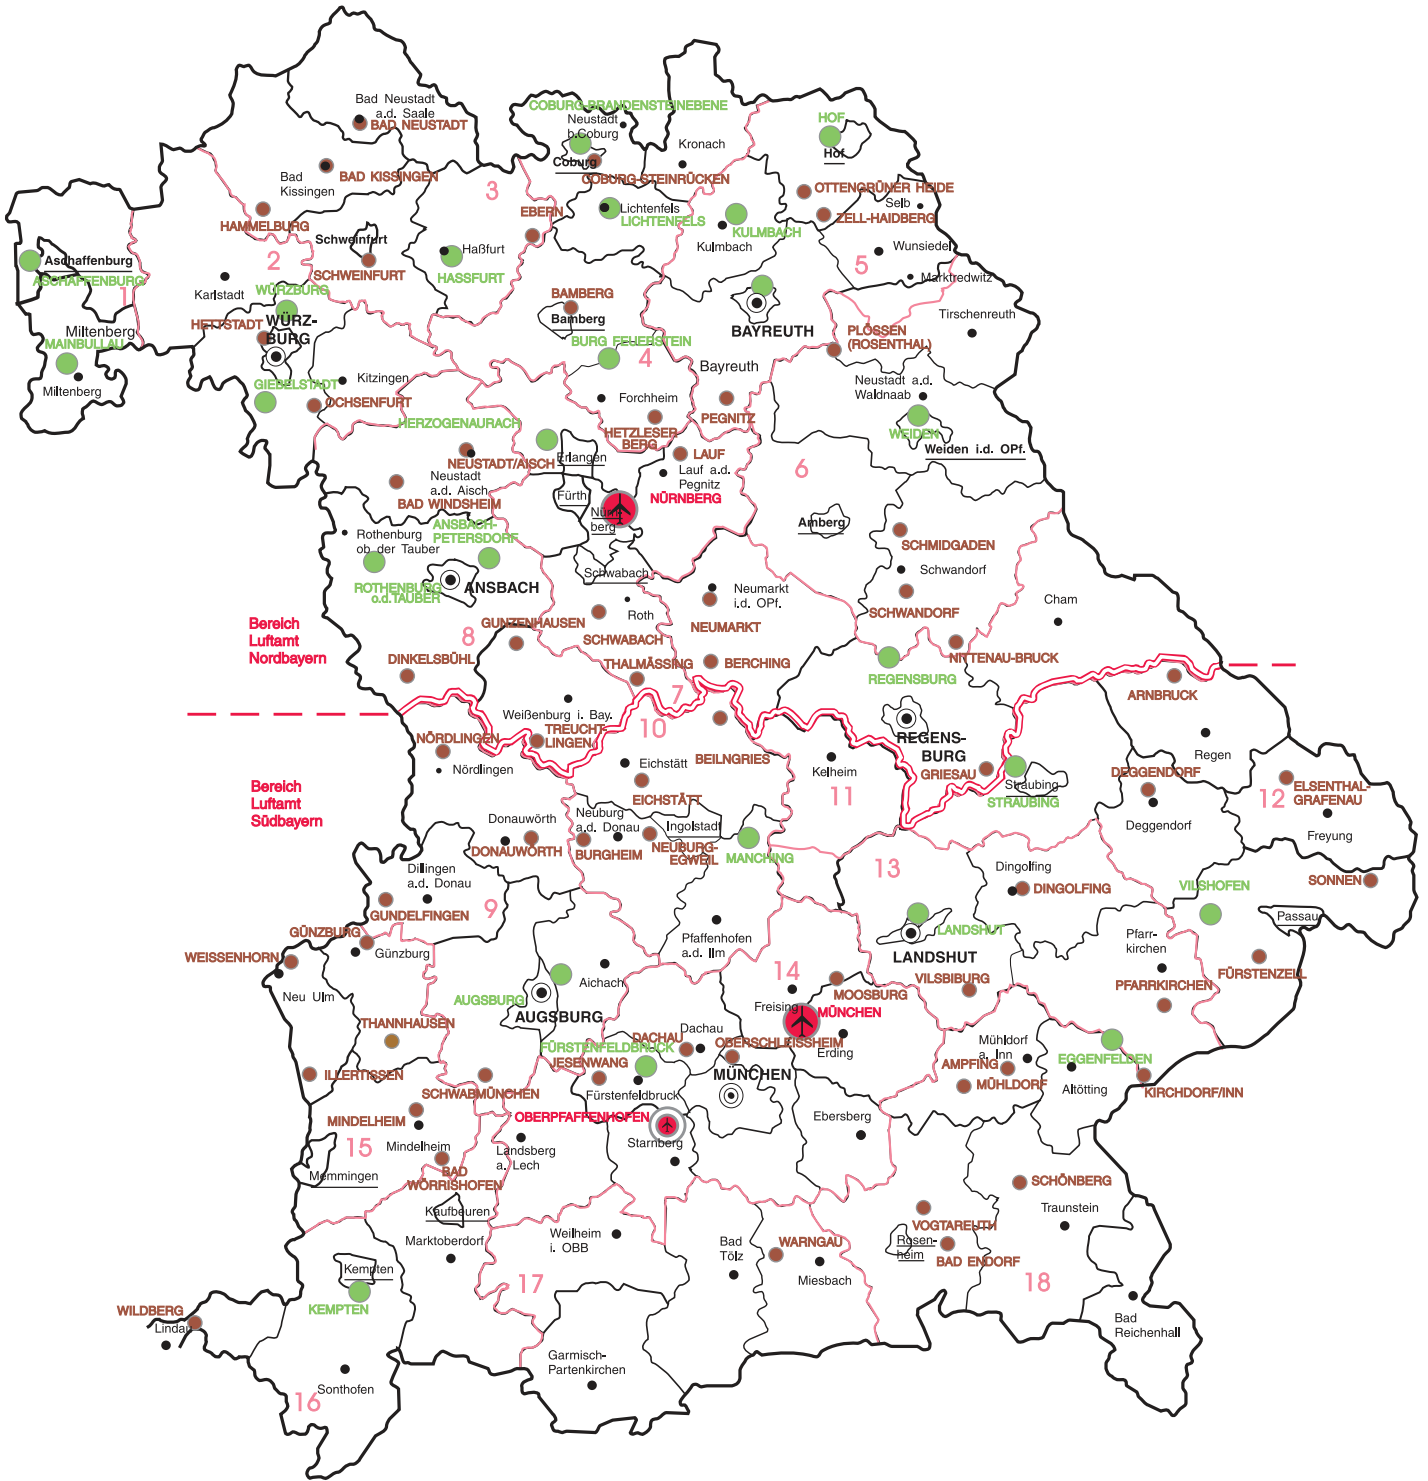 Bad Neustadt
a.d. Saale
BAD NEUSTADT
COBURG-BRANDENSTEINEBENE
Neustadt
b.Coburg
Coburg
COBURG-STEINRÜCKEN
Kronach
HOF
Hof
Bad
Kissingen
BAD KISSINGEN
HAMMELBURG
3
EBERN
Lichtenfels
LICHTENFELS
KULMBACH
Kulmbach
OTTENGRÜNER HEIDE
Selb
ZELL-HAIDBERG
Wunsiedel
Marktredwitz
5
Aschaffenburg
ASCHAFFENBURG
1
2
Schweinfurt
SCHWEINFURT
Haßfurt
HASSFURT
Karlstadt
WÜRZBURG
HETTSTADT
WÜRZ-
BURG
BAMBERG
Bamberg
BURG FEUERSTEIN
4
BAYREUTH
Bayreuth
Tirschenreuth
PLÖSSEN
(ROSENTHAL)
Miltenberg
MAINBULLAU
Miltenberg
GIEBELSTADT
Kitzingen
OCHSENFURT
Forchheim
HETZLESER
BERG
PEGNITZ
Neustadt a.d.
Waldnaab
WEIDEN
Weiden i.d. OPf.
HERZOGENAURACH
NEUSTADT/AISCH
Neustadt
a.d. Aisch
BAD WINDSHEIM
Erlangen
Fürth
Nürn-
berg
LAUF
Lauf a.d.
Pegnitz
NÜRNBERG
6
Amberg
Rothenburg
ob der Tauber
ANSBACH-
PETERSDORF
ROTHENBURG
o.d.TAUBER
ANSBACH
Schwabach
Neumarkt
i.d. OPf.
NEUMARKT
SCHMIDGADEN
Schwandorf
SCHWANDORF
Cham
Bereich
Luftamt
Nordbayern
8
GUNZENHAUSEN
Roth
SCHWABACH
DINKELSBÜHL
THALMÄSSING
7
BERCHING
NITTENAU-BRUCK
REGENSBURG
ARNBRUCK
Weißenburg i. Bay.
10
NÖRDLINGEN
Nördlingen
TREUCHT-
LINGEN
BEILNGRIES
REGENS-
BURG
Regen
Bereich
Luftamt
Südbayern
Eichstätt
EICHSTÄTT
Kelheim
11
GRIESAU
Straubing
STRAUBING
DEGGENDORF
Deggendorf
12
ELSENTHAL-
GRAFENAU
Freyung
Donauwörth
DONAUWÖRTH
Neuburg
a.d. Donau
BURGHEIM
Ingolstadt
NEUBURG-
EGWEIL
MANCHING
Dillingen
a.d. Donau
GUNDELFINGEN
9
13
Dingolfing
DINGOLFING
VILSHOFEN
SONNEN
Passau
GÜNZBURG
Günzburg
WEISSENHORN
Neu Ulm
Pfaffenhofen
a.d. Ilm
LANDSHUT
LANDSHUT
Pfarr-
kirchen
FÜRSTENZELL
AUGSBURG
Aichach
AUGSBURG
14
Freising
MOOSBURG
MÜNCHEN
VILSBIBURG
PFARRKIRCHEN
THANNHAUSEN
FÜRSTENFELDBRUCK
DACHAU
Dachau
OBERSCHLEISSHEIM
Erding
Mühldorf
a. Inn
EGGENFELDEN
JESENWANG
Fürstenfeldbruck
MÜNCHEN
AMPFING
MÜHLDORF
Altötting
KIRCHDORF/INN
ILLERTISSEN
SCHWABMÜNCHEN
MINDELHEIM
OBERPFAFFENHOFEN
Starnberg
Ebersberg
15
Mindelheim
Landsberg
a. Lech
Memmingen
BAD
WÖRRISHOFEN
Kaufbeuren
SCHÖNBERG
Traunstein
Marktoberdorf
Weilheim
i. OBB
Bad
Tölz
WARNGAU
Miesbach
VOGTAREUTH
Rosen-
heim
BAD ENDORF
18
Kempten
KEMPTEN
17
WILDBERG
Lindau
Bad
Reichenhall
Garmisch-
Partenkirchen
Sonthofen
16